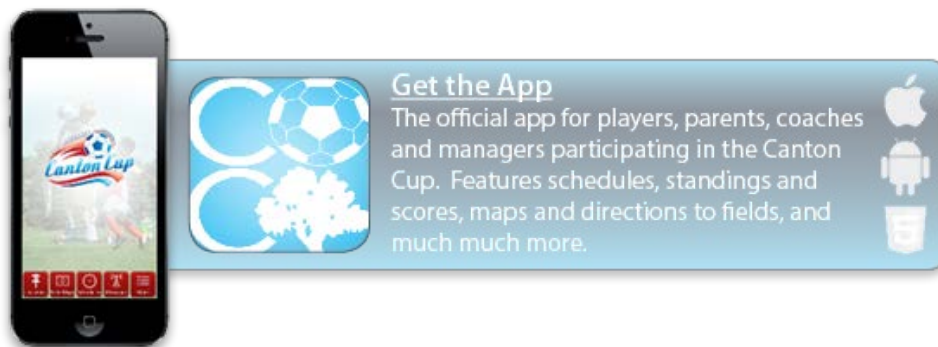 Canton Cup
Get the App
The official app for players, parents, coaches
and managers participating in the Canton
Cup. Features schedules, standings and
scores, maps and directions to fields, and
much much more.